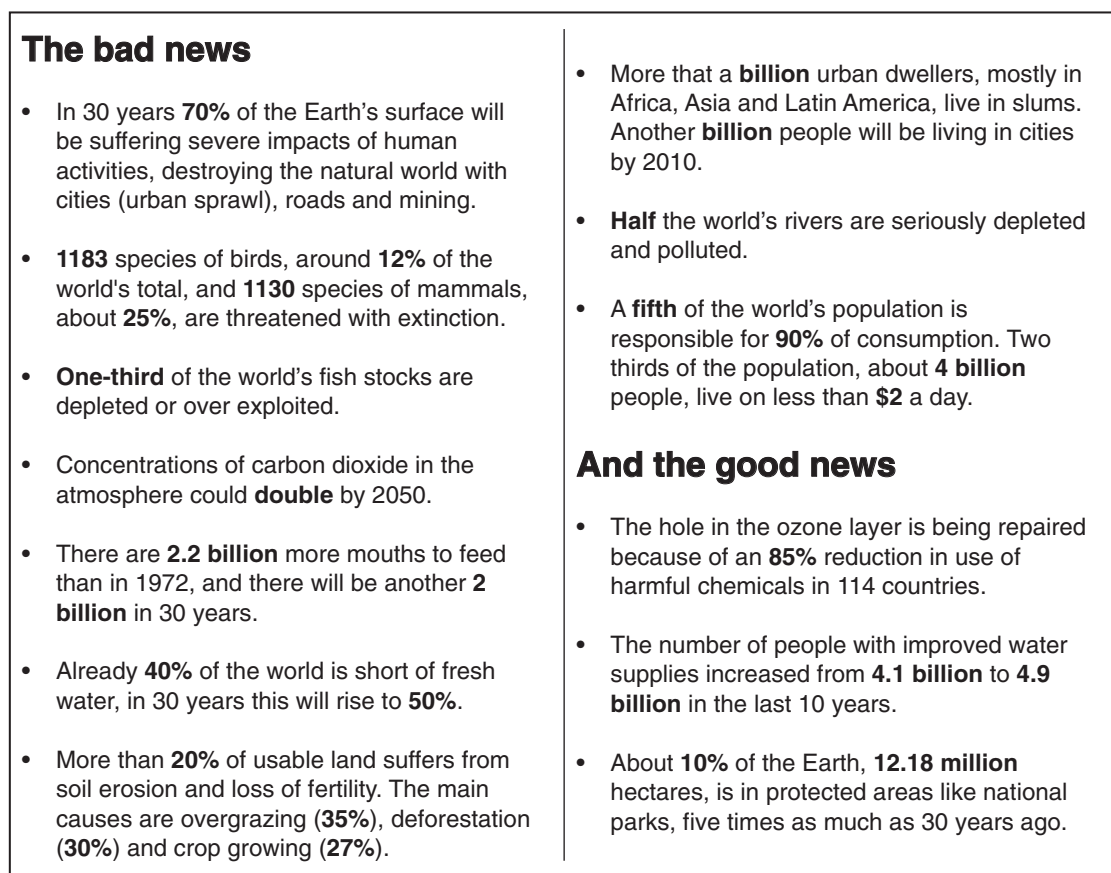 The bad news
• In 30 years 70% of the Earth’s surface will
be suffering severe impacts of human
activities, destroying the natural world with
cities (urban sprawl), roads and mining.
• 1183 species of birds, around 12% of the
world's total, and 1130 species of mammals,
about 25%, are threatened with extinction.
• One-third of the world’s fish stocks are
depleted or over exploited.
• Concentrations of carbon dioxide in the
atmosphere could double by 2050.
• There are 2.2 billion more mouths to feed
than in 1972, and there will be another 2
billion in 30 years.
• Already 40% of the world is short of fresh
water, in 30 years this will rise to 50%.
• More than 20% of usable land suffers from
soil erosion and loss of fertility. The main
causes are overgrazing (35%), deforestation
(30%) and crop growing (27%).
• More that a billion urban dwellers, mostly in
Africa, Asia and Latin America, live in slums.
Another billion people will be living in cities
by 2010.
• Half the world’s rivers are seriously depleted
and polluted.
• A fifth of the world’s population is
responsible for 90% of consumption. Two
thirds of the population, about 4 billion
people, live on less than $2 a day.
And the good news
• The hole in the ozone layer is being repaired
because of an 85% reduction in use of
harmful chemicals in 114 countries.
• The number of people with improved water
supplies increased from 4.1 billion to 4.9
billion in the last 10 years.
• About 10% of the Earth, 12.18 million
hectares, is in protected areas like national
parks, five times as much as 30 years ago.